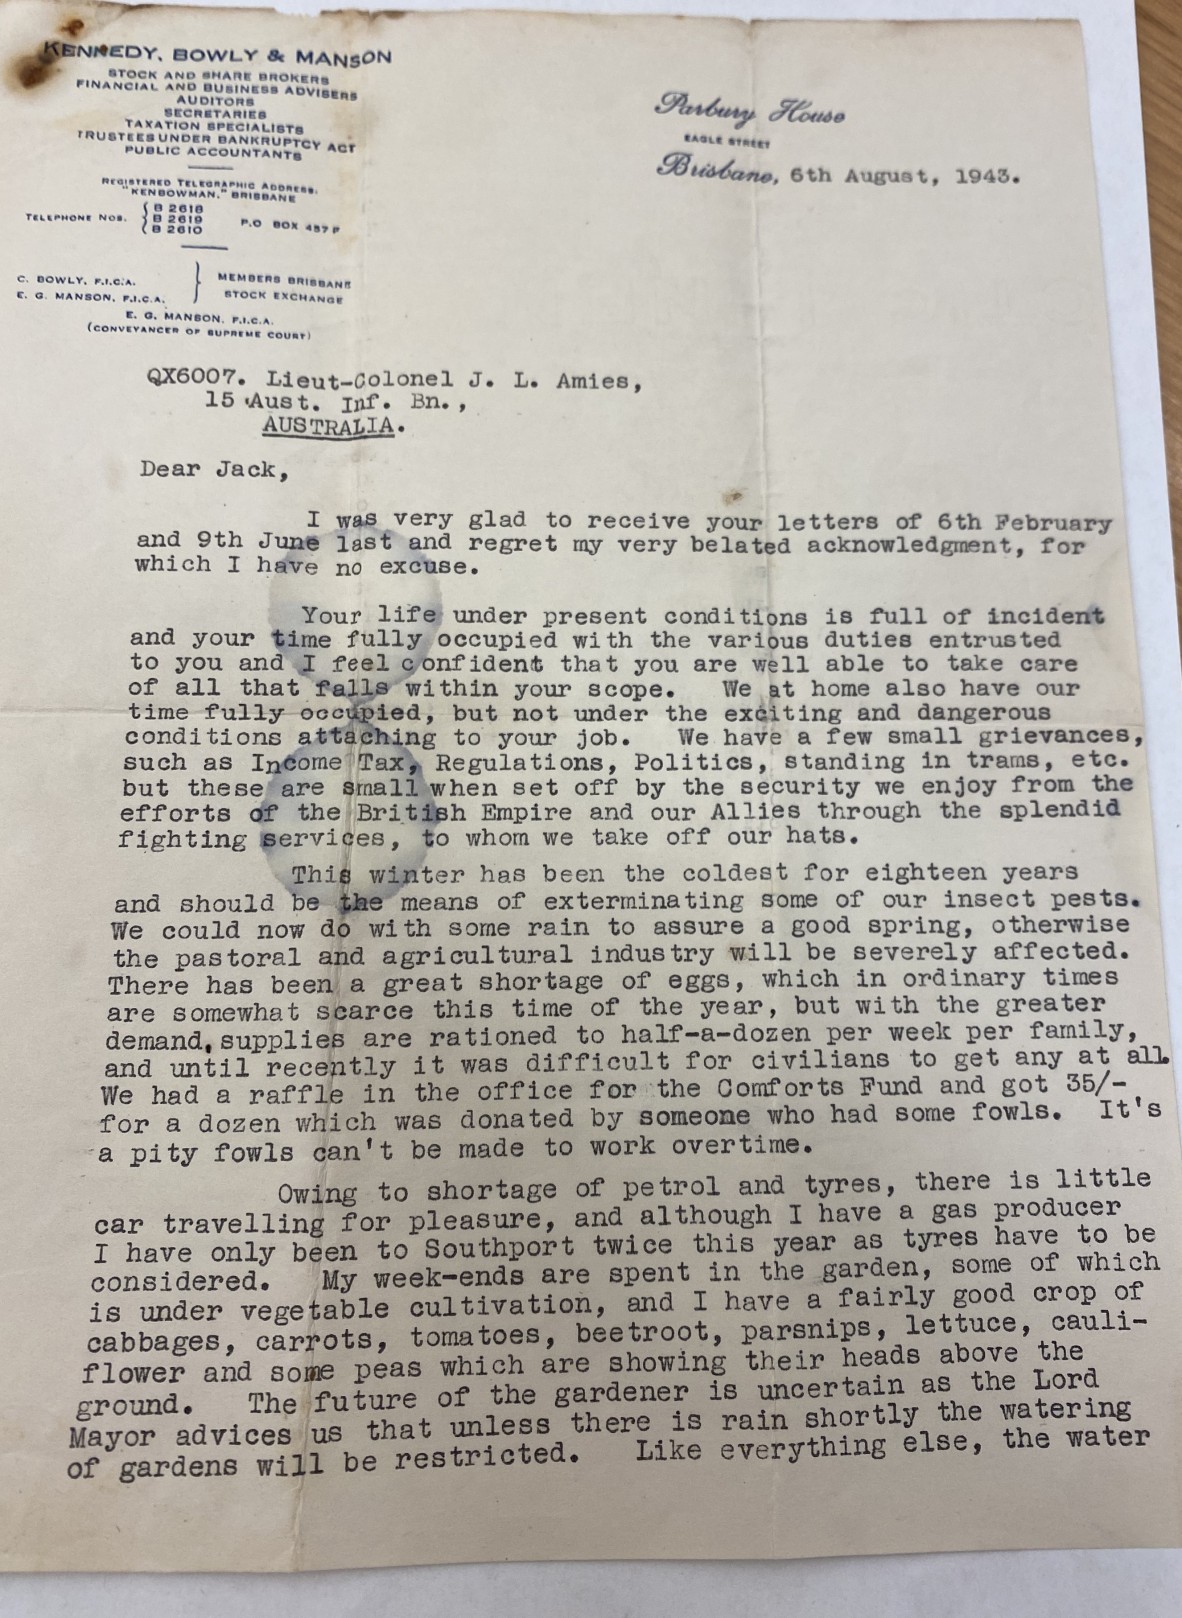 KENNEDY, BOWLY & MANSON
STOCK AND SHARE BROKERS
FINANCIAL AND BUSINESS ADVISERS
AUDITORS
SECRETARIES
TAXATION SPECIALISTS
TRUSTEES UNDER BANKRUPTCY ACT
PUBLIC ACCOUNTANTS
REGISTERED TELEGRAPHIC ADDRESS,
"KENBOWMAN," BRISBANE
TELEPHONE NOS. { B 2618
B 2619
B 2610
P.O BOX 457 P
C. BOWLY, F.I.C.A.
E. G. MANSON, F.I.C.A.
} MEMBERS BRISBANE
STOCK EXCHANGE
E. G. MANSON, F.I.C.A.
(CONVEYANCER OF SUPREME COURT)
Parbury House
EAGLE STREET
Brisbane, 6th August, 1943.
QX6007. Lieut-Colonel J. L. Amies,
15 Aust. Inf. Bn.,
AUSTRALIA.
Dear Jack,
I was very glad to receive your letters of 6th February
and 9th June last and regret my very belated acknowledgment, for
which I have no excuse.
Your life under present conditions is full of incident
and your time fully occupied with the various duties entrusted
to you and I feel confident that you are well able to take care
of all that falls within your scope. We at home also have our
time fully occupied, but not under the exciting and dangerous
conditions attaching to your job. We have a few small grievances,
such as Income Tax, Regulations, Politics, standing in trams, etc.
but these are small when set off by the security we enjoy from the
efforts of the British Empire and our Allies through the splendid
fighting services, to whom we take off our hats.
This winter has been the coldest for eighteen years
and should be the means of exterminating some of our insect pests.
We could now do with some rain to assure a good spring, otherwise
the pastoral and agricultural industry will be severely affected.
There has been a great shortage of eggs, which in ordinary times
are somewhat scarce this time of the year, but with the greater
demand, supplies are rationed to half-a-dozen per week per family,
and until recently it was difficult for civilians to get any at all.
We had a raffle in the office for the Comforts Fund and got 35/-
for a dozen which was donated by someone who had some fowls. It's
a pity fowls can't be made to work overtime.
Owing to shortage of petrol and tyres, there is little
car travelling for pleasure, and although I have a gas producer
I have only been to Southport twice this year as tyres have to be
considered. My week-ends are spent in the garden, some of which
is under vegetable cultivation, and I have a fairly good crop of
cabbages, carrots, tomatoes, beetroot, parsnips, lettuce, cauli-
flower and some peas which are showing their heads above the
ground. The future of the gardener is uncertain as the Lord
Mayor advices us that unless there is rain shortly the watering
of gardens will be restricted. Like everything else, the water